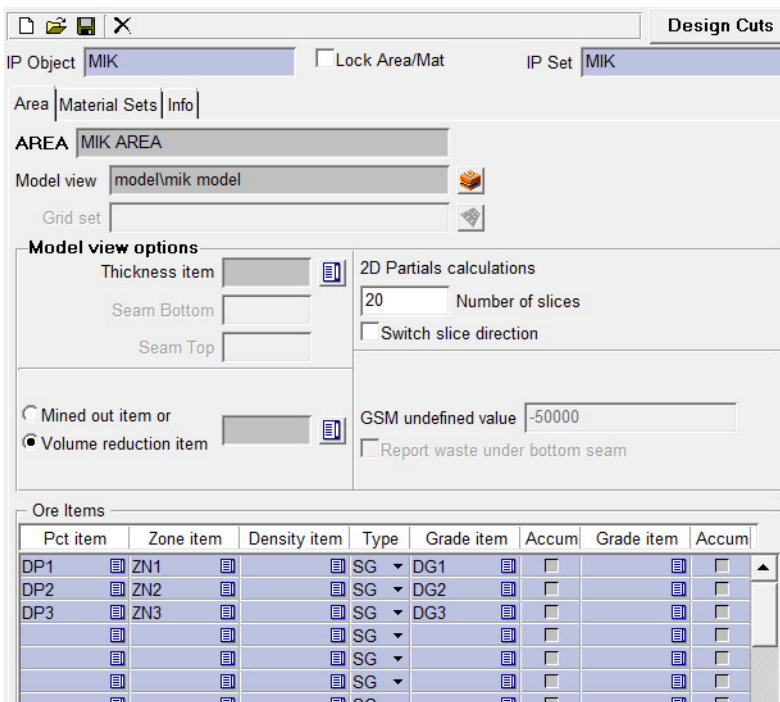 Design Cuts
IP Object MIK Lock Area/Mat IP Set MIK
Area Material Sets Info
AREA MIK AREA
Model view model\mik model
Grid set
Model view options
Thickness item
Seam Bottom
Seam Top
2D Partials calculations
20 Number of slices
Switch slice direction
Mined out item or
Volume reduction item
GSM undefined value -50000
Report waste under bottom seam
Ore Items
Pct item Zone item Density item Type Grade item Accum Grade item Accum
DP1 ZN1 SG DG1
DP2 ZN2 SG DG2
DP3 ZN3 SG DG3
SG
SG
SG